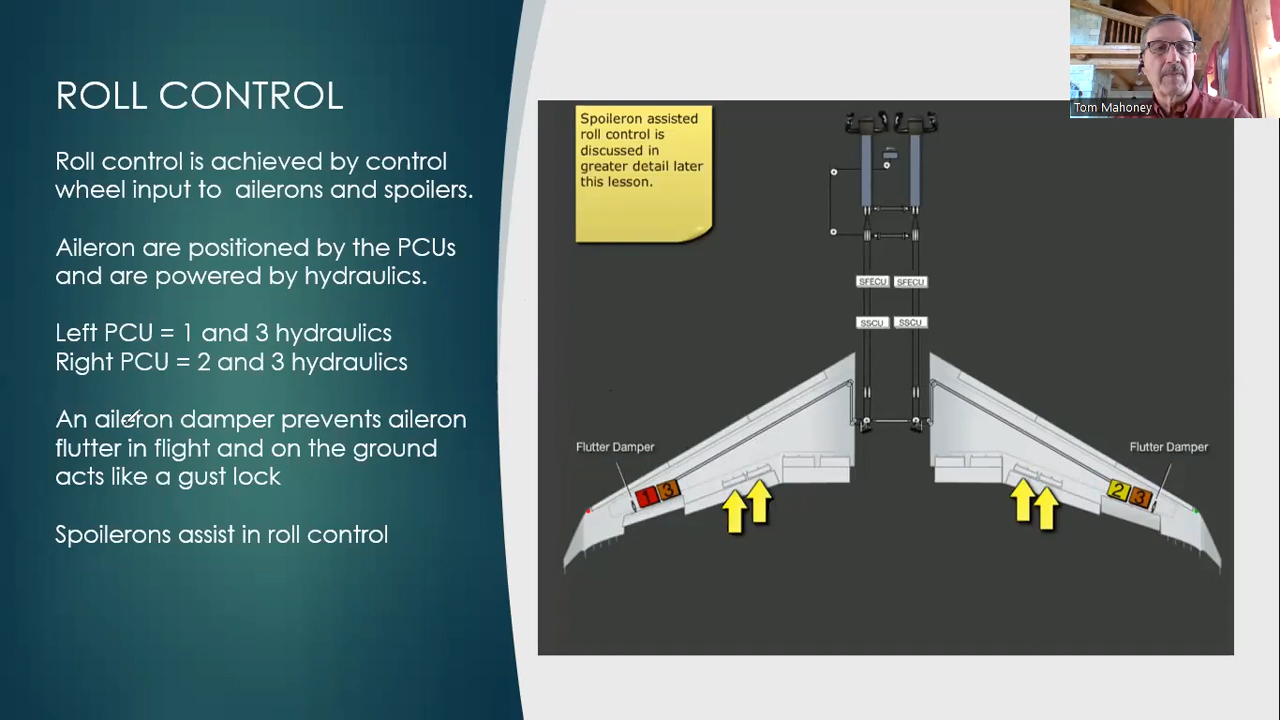 ROLL CONTROL
Roll control is achieved by control
wheel input to  ailerons and spoilers.
Aileron are positioned by the PCUs
and are powered by hydraulics.
Left PCU = 1 and 3 hydraulics
Right PCU = 2 and 3 hydraulics
An aileron damper prevents aileron
flutter in flight and on the ground
acts like a gust lock
Spoilerons assist in roll control
Spoileron assisted
roll control is
discussed in
greater detail later
this lesson.
SFECU SFECU
SSCU SSCU
Flutter Damper
Flutter Damper
1 3
2 3
Tom Mahoney